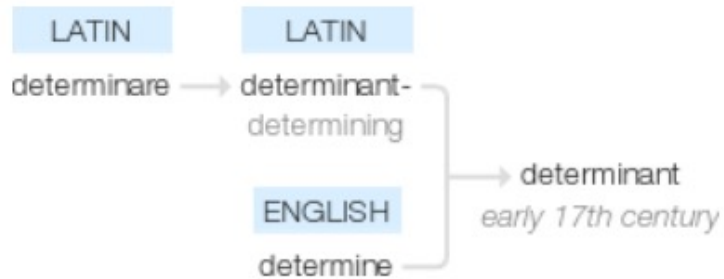 LATIN LATIN
determinare determinant-
determining
determinant
ENGLISH early 17th century
determine